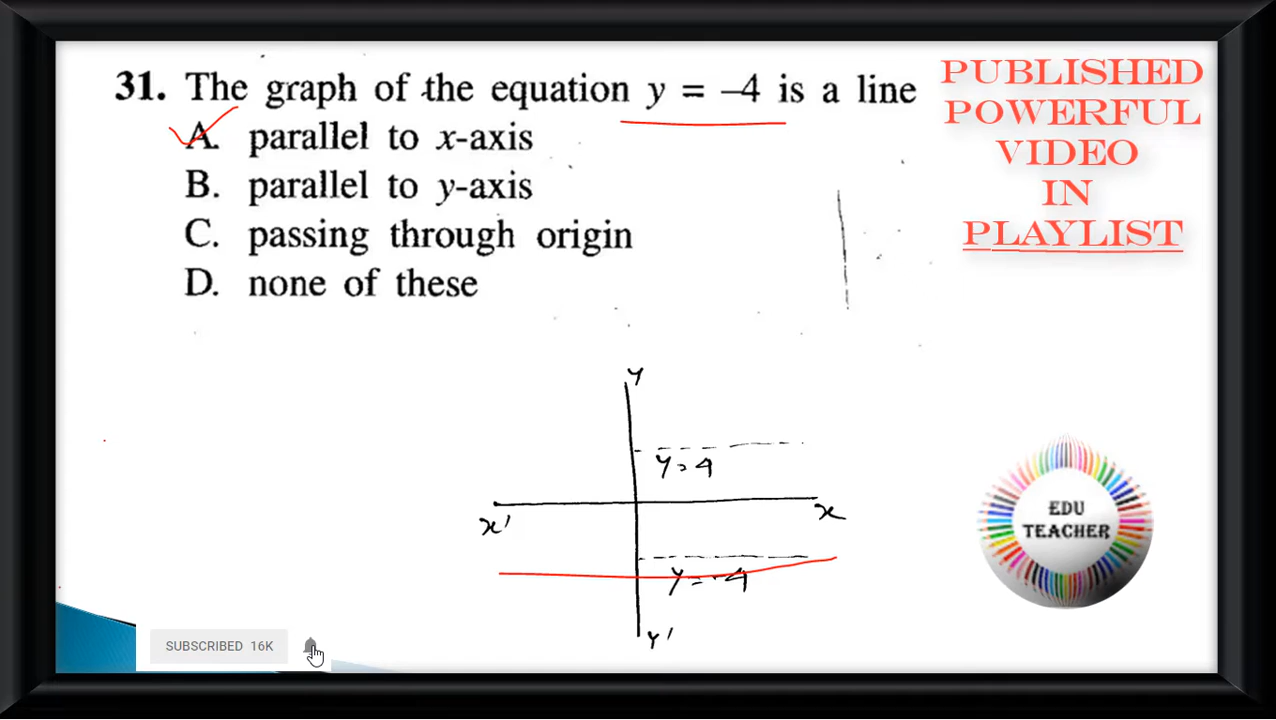 31. The graph of the equation y = –4 is a line
A. parallel to x-axis
B. parallel to y-axis
C. passing through origin
D. none of these
PUBLISHED
POWERFUL
VIDEO
IN
PLAYLIST
y
y=4
x'
x
y=-4
y'
EDU
TEACHER
SUBSCRIBED 16K